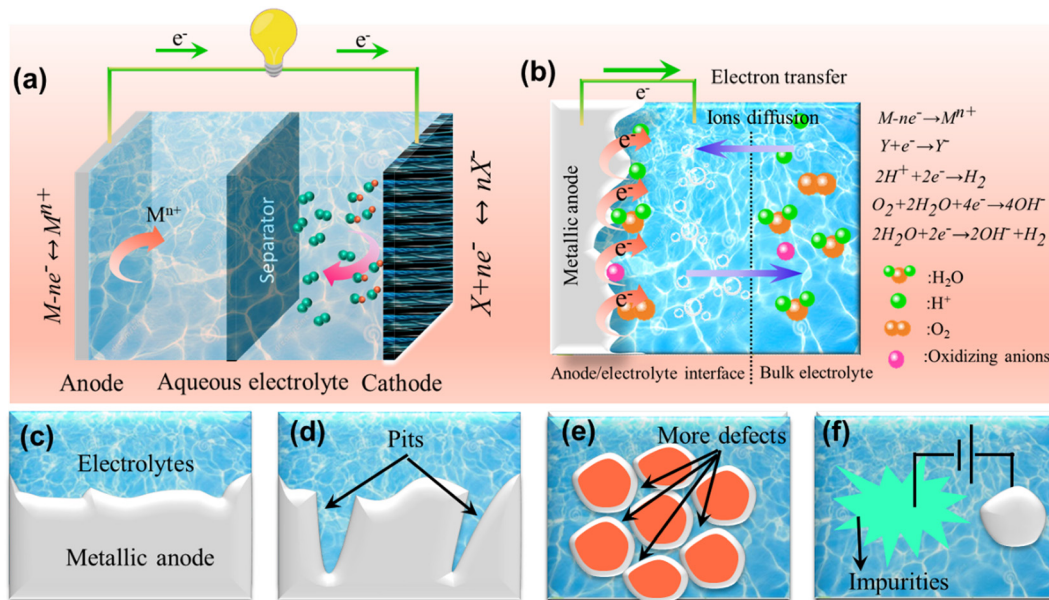 e⁻
e⁻
(a)
M-ne⁻↔Mⁿ⁺
Mⁿ⁺
Separator
X+ne⁻ ↔ nX⁻
Anode
Aqueous electrolyte
Cathode
(b)
Electron transfer
e⁻
Ions diffusion
e⁻
e⁻
e⁻
e⁻
Metallic anode
Anode/electrolyte interface
Bulk electrolyte
M-ne⁻→Mⁿ⁺
Y+e⁻→Y⁻
2H⁺+2e⁻→H₂
O₂+2H₂O+4e⁻→4OH⁻
2H₂O+2e⁻→2OH⁻+H₂
:H₂O
:H⁺
:O₂
:Oxidizing anions
(c)
Electrolytes
Metallic anode
(d)
Pits
(e)
More defects
(f)
Impurities